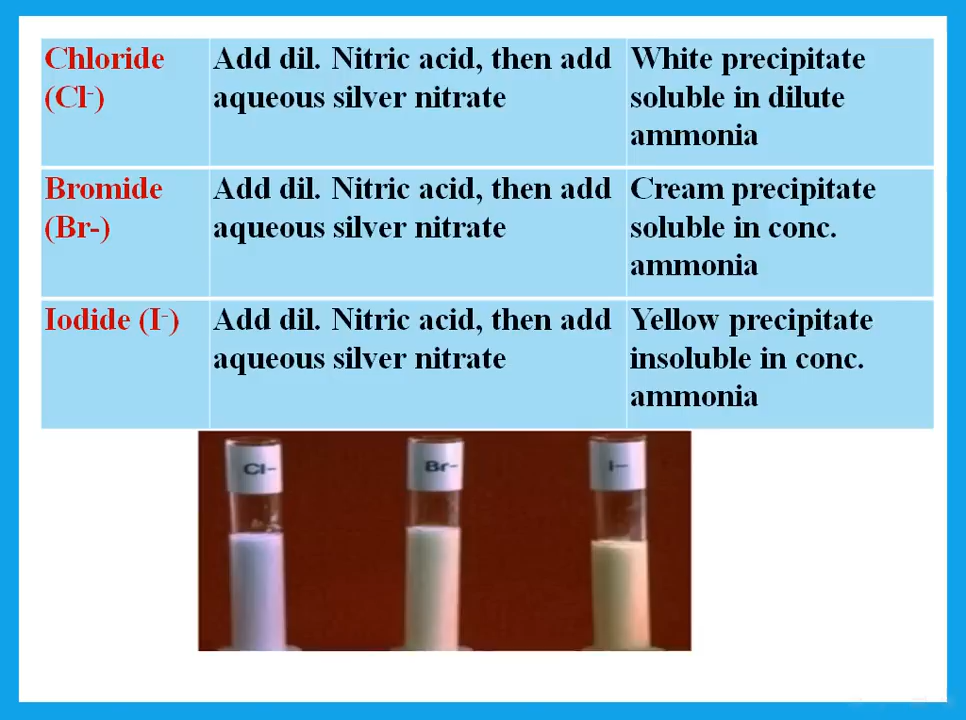 Chloride
(Cl-)
Add dil. Nitric acid, then add
aqueous silver nitrate
White precipitate
soluble in dilute
ammonia
Bromide
(Br-)
Add dil. Nitric acid, then add
aqueous silver nitrate
Cream precipitate
soluble in conc.
ammonia
Iodide (I-)
Add dil. Nitric acid, then add
aqueous silver nitrate
Yellow precipitate
insoluble in conc.
ammonia
Cl-
Br-
I-